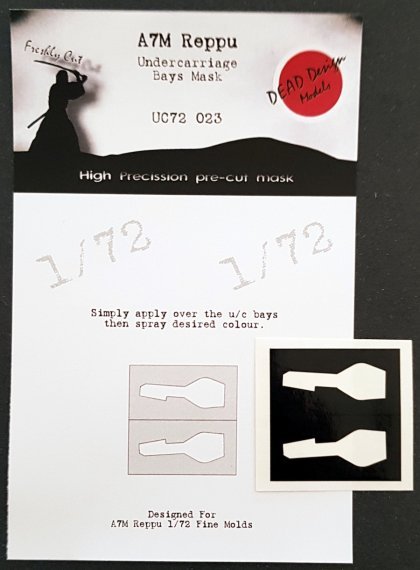 A7M Reppu
Freshly Cut
Undercarriage
Bays Mask
DEAD Design
Models
UC72 023
High Precission pre-cut mask
1/72
1/72
Simply apply over the u/c bays
then spray desired colour.
Designed For
A7M Reppu 1/72 Fine Molds